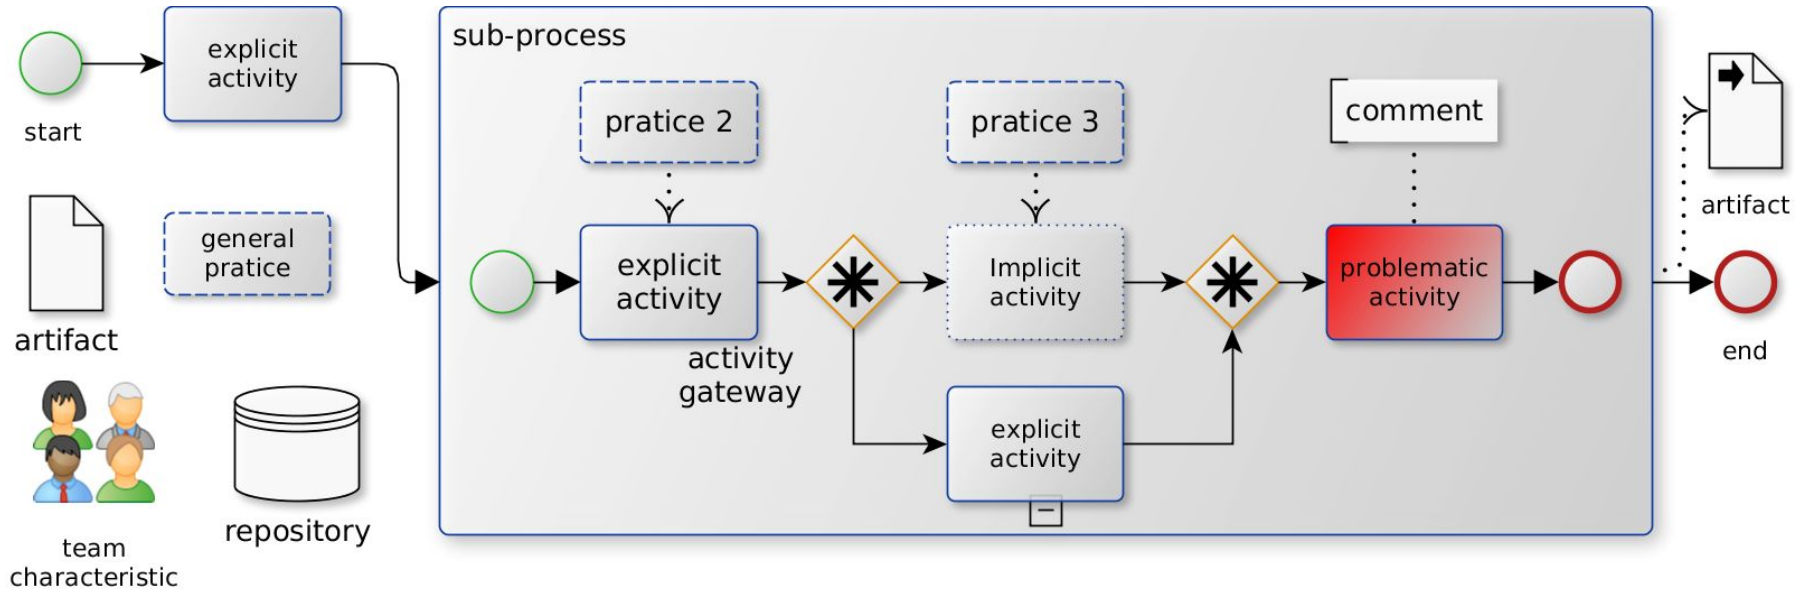 sub-process
explicit
activity
start
pratice 2
pratice 3
comment
artifact
general
pratice
artifact
explicit
activity
Implicit
activity
problematic
activity
end
activity
gateway
explicit
activity
repository
team
characteristic